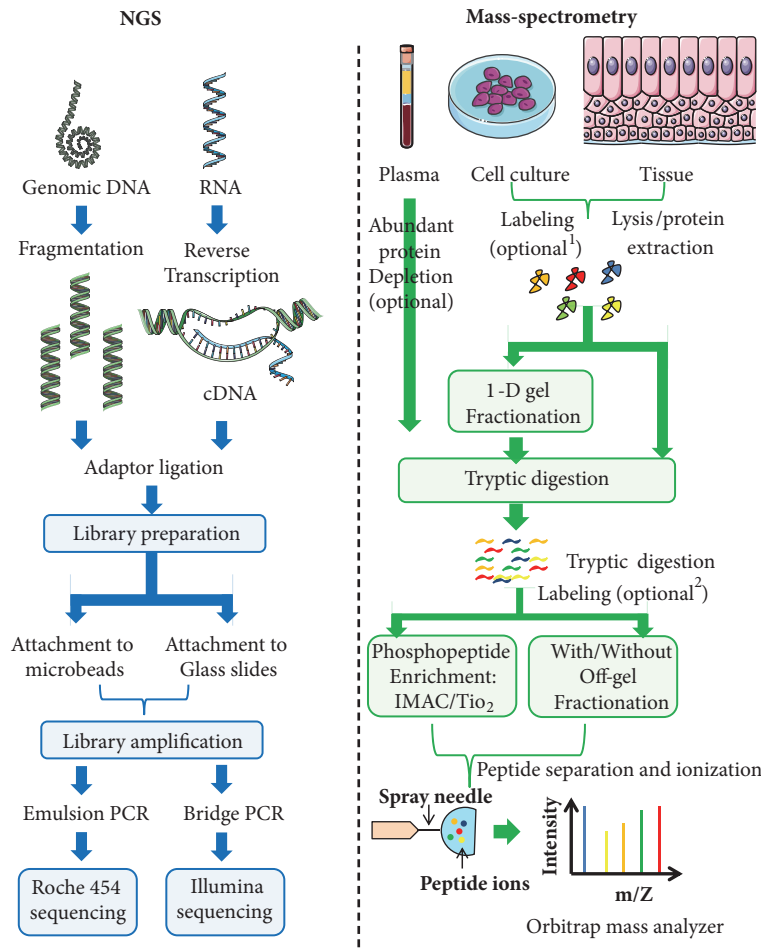 NGS
Genomic DNA
RNA
Fragmentation
Reverse
Transcription
cDNA
Adaptor ligation
Library preparation
Attachment to
microbeads
Attachment to
Glass slides
Library amplification
Emulsion PCR
Bridge PCR
Roche 454
sequencing
Illumina
sequencing
Mass-spectrometry
Plasma
Cell culture
Tissue
Abundant
protein
Depletion
(optional)
Labeling
(optional¹)
Lysis/protein
extraction
1-D gel
Fractionation
Tryptic digestion
Tryptic digestion
Labeling (optional²)
Phosphopeptide
Enrichment:
IMAC/Tio₂
With/Without
Off-gel
Fractionation
Peptide separation and ionization
Spray needle
Peptide ions
Intensity
m/Z
Orbitrap mass analyzer